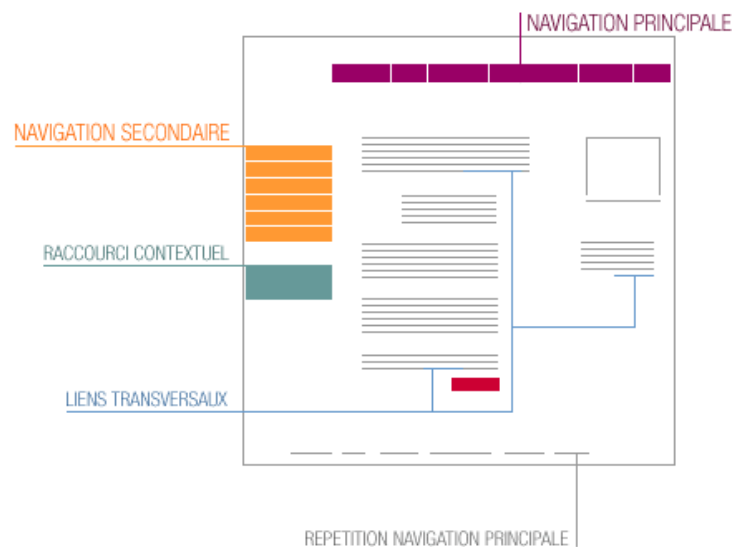 NAVIGATION PRINCIPALE
NAVIGATION SECONDAIRE
RACCOURCI CONTEXTUEL
LIENS TRANSVERSAUX
REPETITION NAVIGATION PRINCIPALE